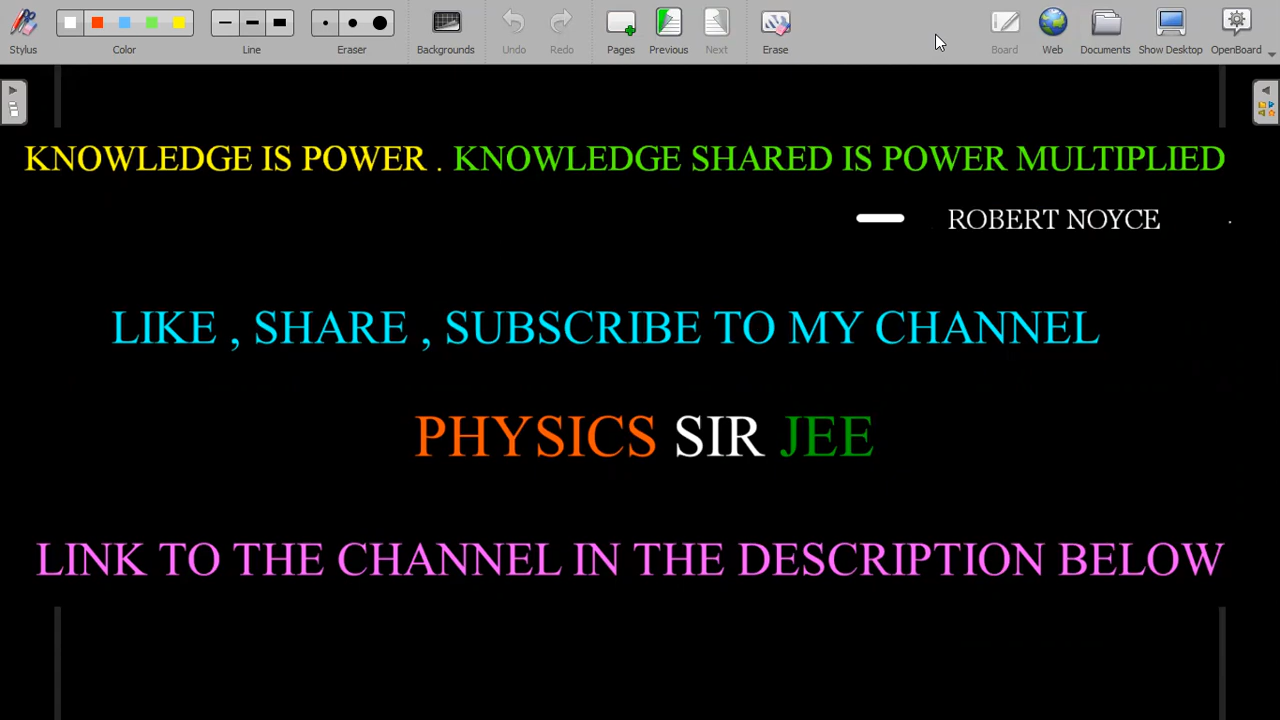 Stylus Color Line Eraser Backgrounds Undo Redo Pages Previous Next Erase Board Web Documents Show Desktop OpenBoard
KNOWLEDGE IS POWER . KNOWLEDGE SHARED IS POWER MULTIPLIED
— ROBERT NOYCE
LIKE , SHARE , SUBSCRIBE TO MY CHANNEL
PHYSICS SIR JEE
LINK TO THE CHANNEL IN THE DESCRIPTION BELOW